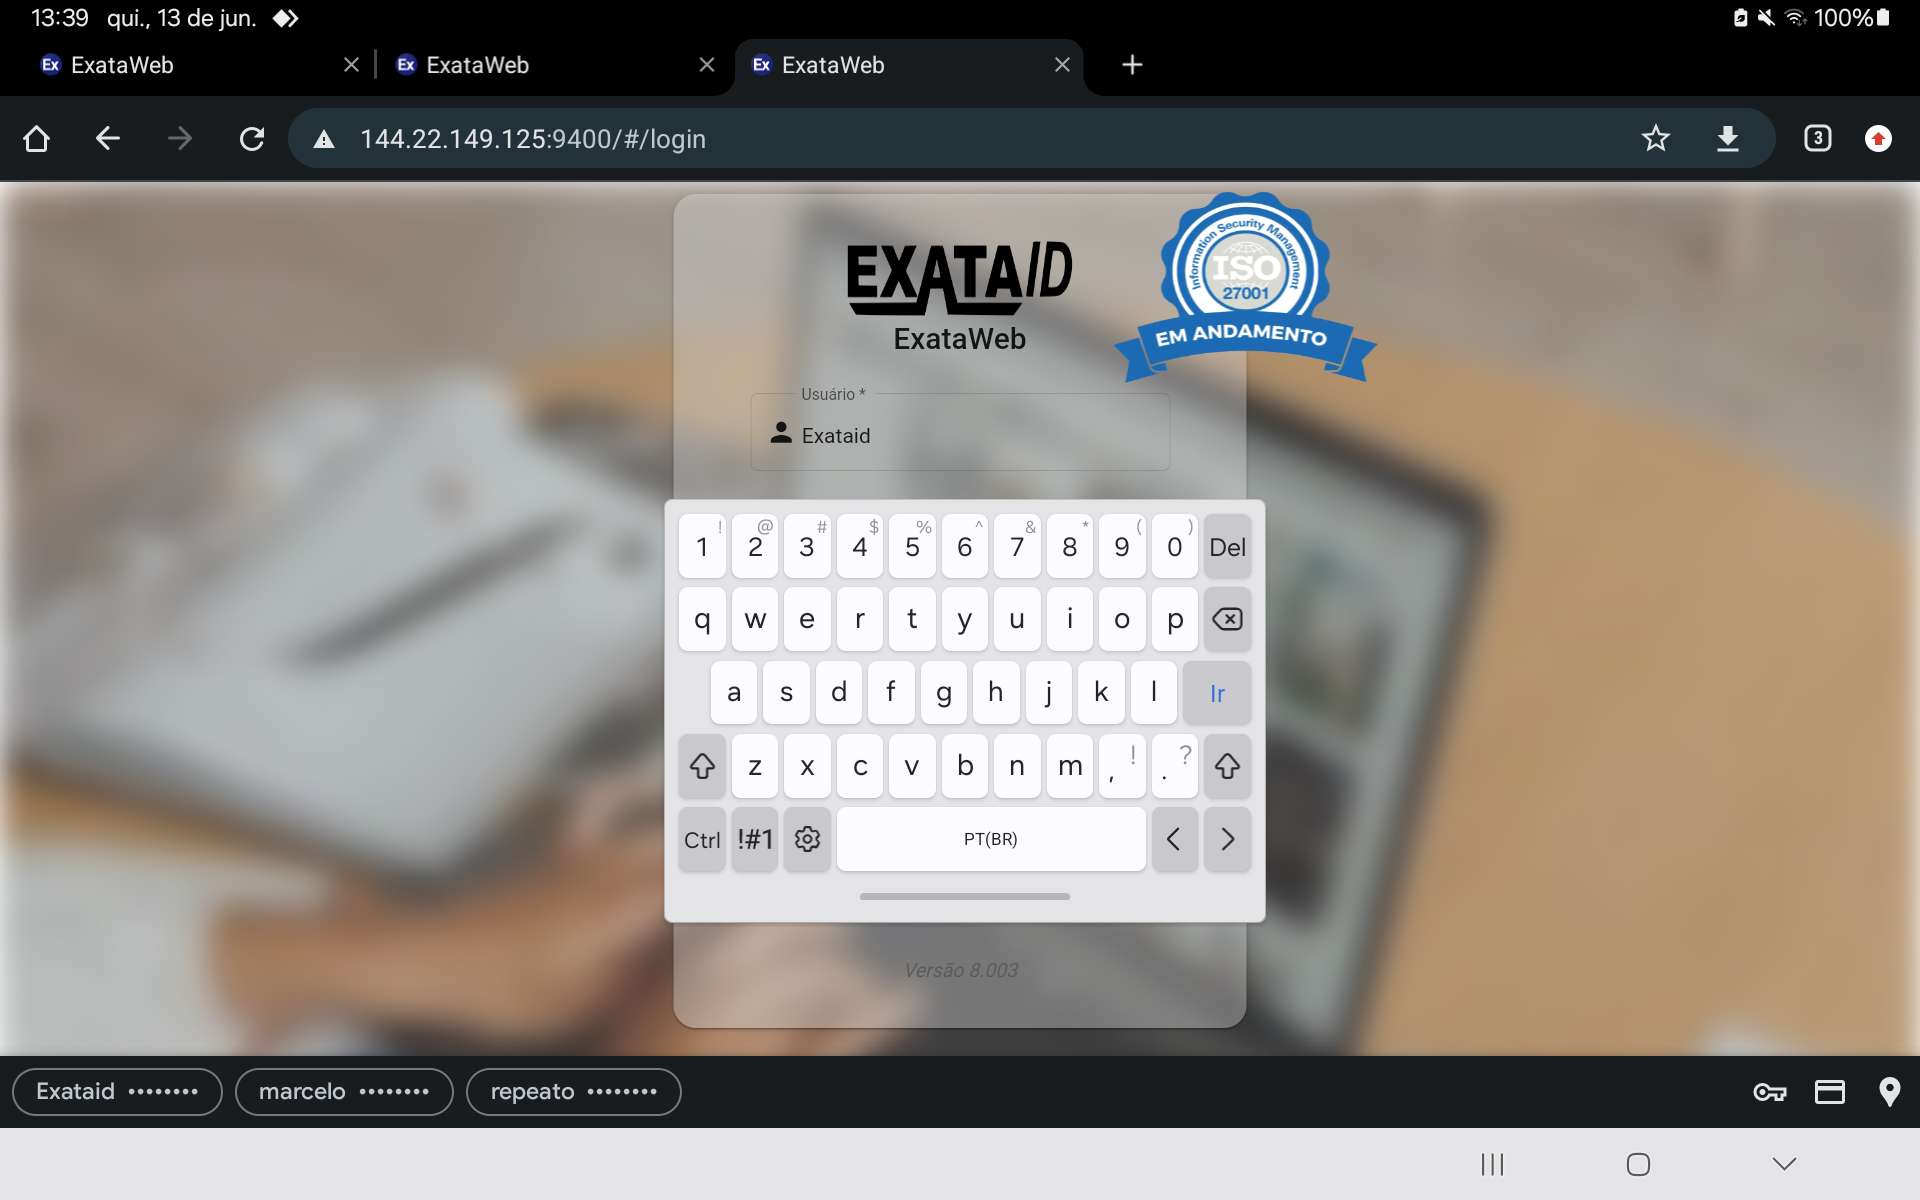 13:39 qui., 13 de jun. 100%
Ex ExataWeb Ex ExataWeb Ex ExataWeb
144.22.149.125:9400/#/login 3
EXATAID
ExataWeb
Information Security Management
ISO
27001
EM ANDAMENTO
Usuário *
Exataid
! @ # $ % ^ & * ( )
1 2 3 4 5 6 7 8 9 0 Del
q w e r t y u i o p
a s d f g h j k l Ir
z x c v b n m , ! . ?
Ctrl !#1 PT(BR) < >
Versão 8.003
Exataid •••••••• marcelo •••••••• repeato ••••••••